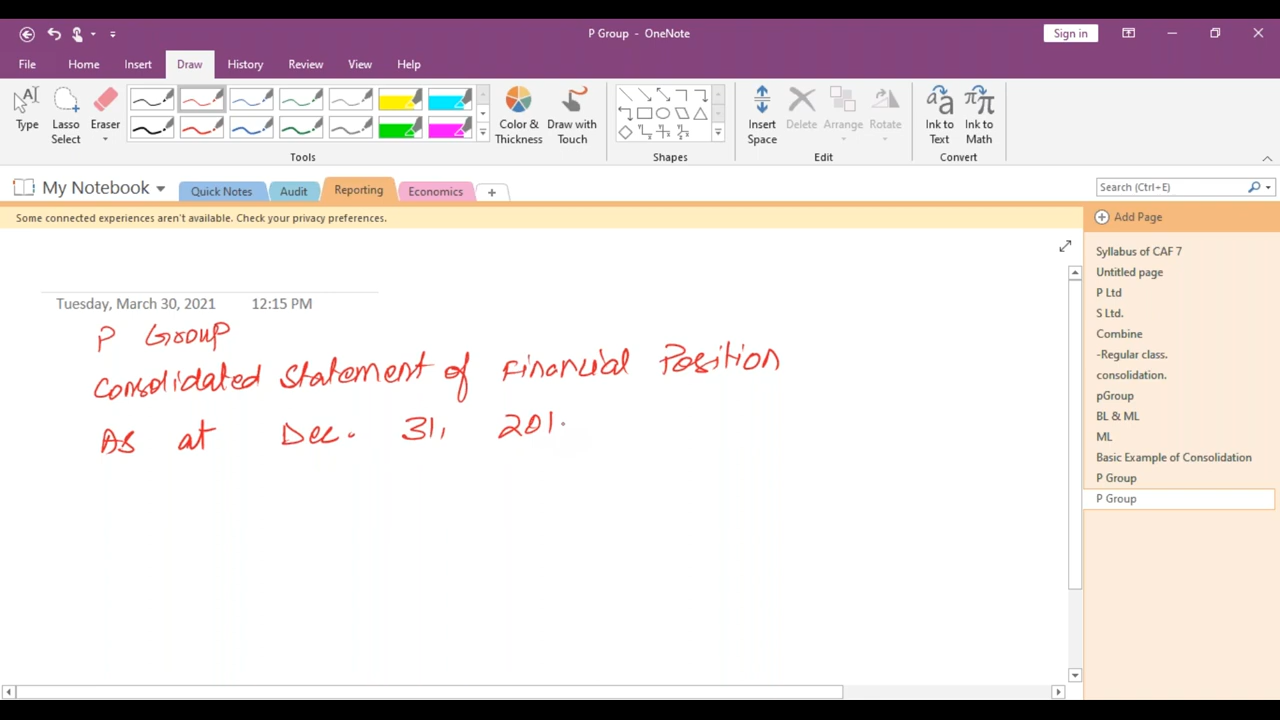 P Group - OneNote
Sign in
File Home Insert Draw History Review View Help
Type
Lasso Select
Eraser
Color & Thickness
Draw with Touch
Insert Space
Delete
Arrange
Rotate
Ink to Text
Ink to Math
Tools
Shapes
Edit
Convert
My Notebook
Quick Notes
Audit
Reporting
Economics
Search (Ctrl+E)
Some connected experiences aren't available. Check your privacy preferences.
Add Page
Tuesday, March 30, 2021 12:15 PM
P Group
Consolidated Statement of Financial Position
As at Dec. 31, 201
Syllabus of CAF 7
Untitled page
P Ltd
S Ltd.
Combine
-Regular class.
consolidation.
pGroup
BL & ML
ML
Basic Example of Consolidation
P Group
P Group